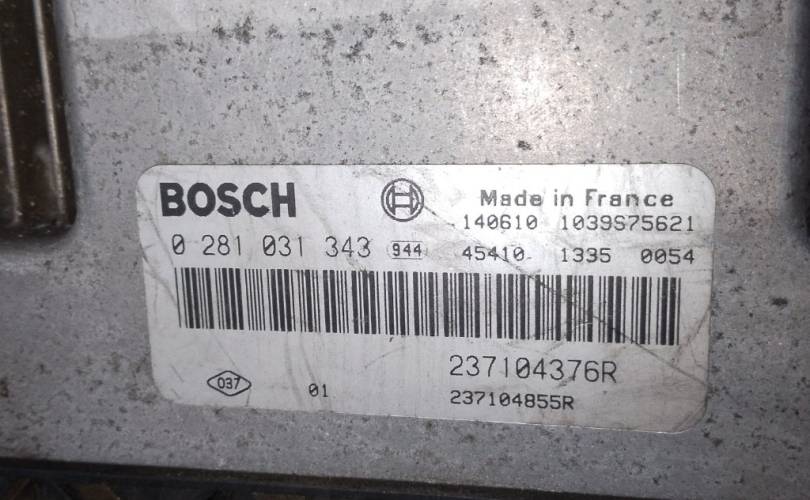 BOSCH Made in France
140610 1039S75621
0 281 031 343 944 45410 1335 0054
237104376R
037 01 237104855R